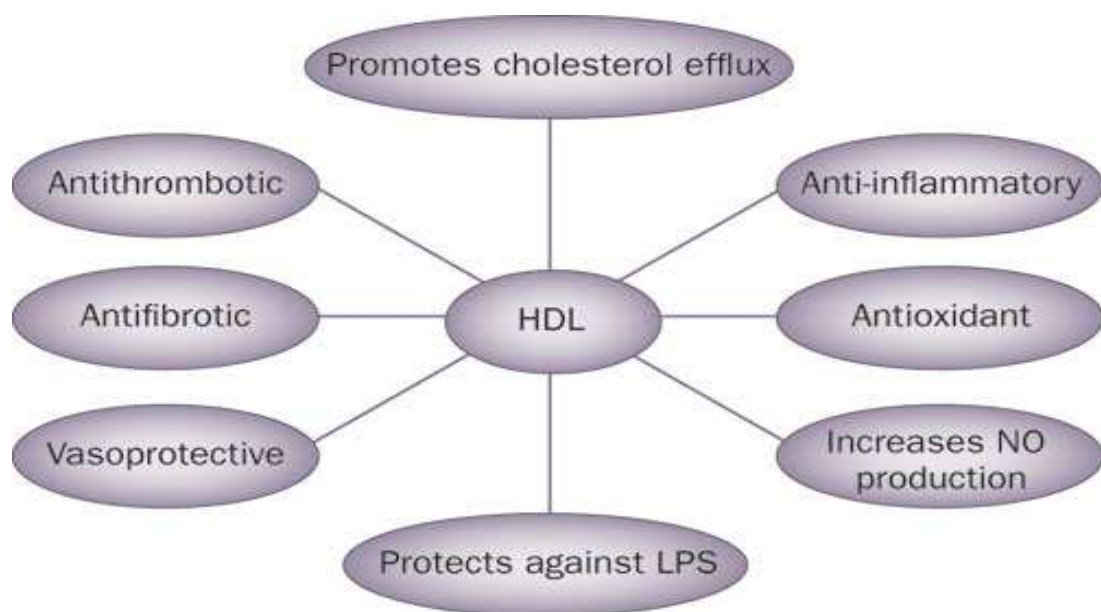 Promotes cholesterol efflux
Antithrombotic
Anti-inflammatory
Antifibrotic
HDL
Antioxidant
Vasoprotective
Increases NO
production
Protects against LPS